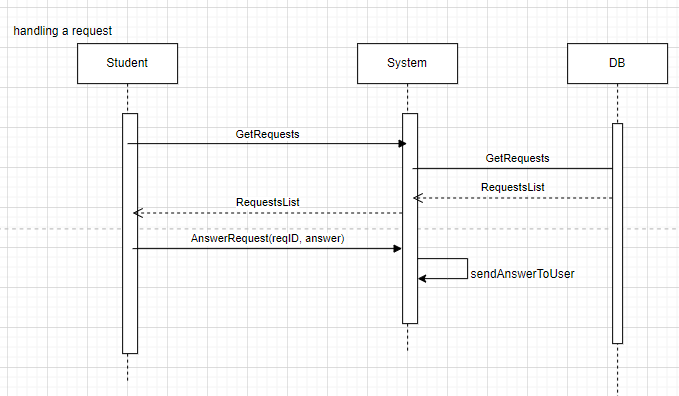 handling a request
Student
System
DB
GetRequests
GetRequests
RequestsList
RequestsList
AnswerRequest(reqID, answer)
sendAnswerToUser